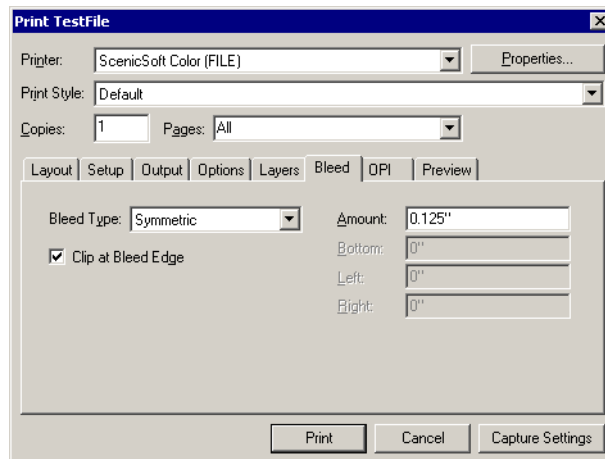 Print TestFile
Printer: ScenicSoft Color (FILE) Properties...
Print Style: Default
Copies: 1 Pages: All
Layout Setup Output Options Layers Bleed OPI Preview
Bleed Type: Symmetric Amount: 0.125"
Bottom: 0"
Clip at Bleed Edge
Left: 0"
Right: 0"
Print Cancel Capture Settings